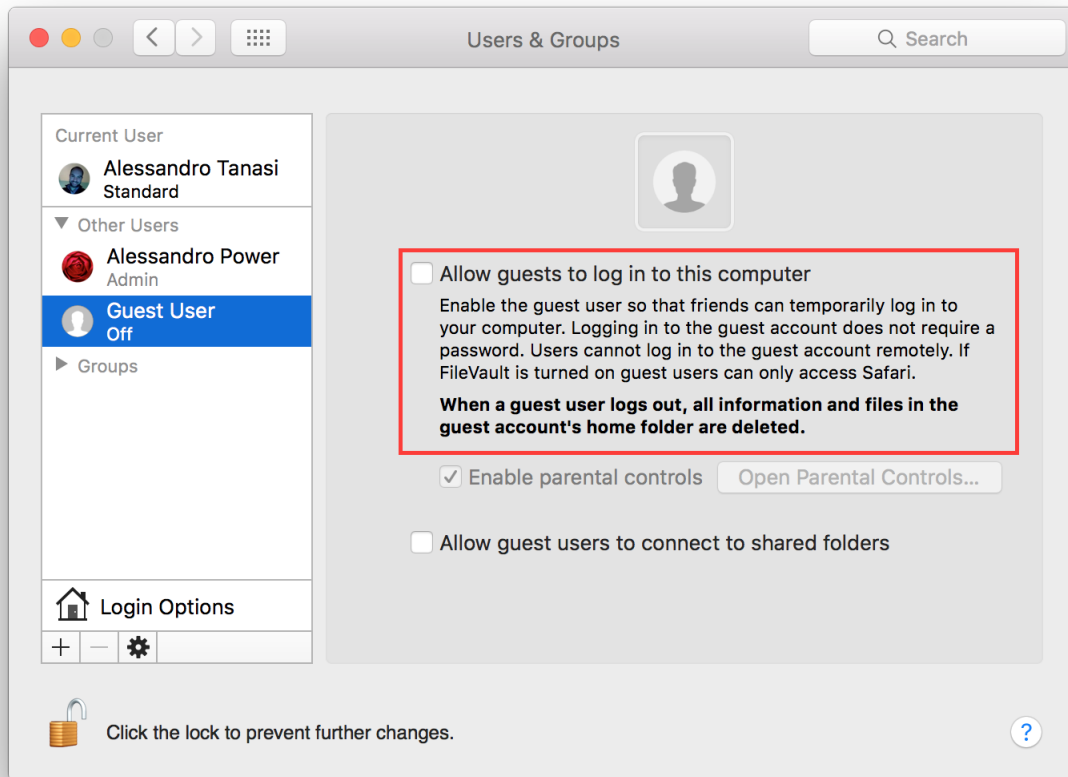 Users & Groups
Search
Current User
Alessandro Tanasi
Standard
Other Users
Alessandro Power
Admin
Guest User
Off
Groups
Login Options
Allow guests to log in to this computer
Enable the guest user so that friends can temporarily log in to
your computer. Logging in to the guest account does not require a
password. Users cannot log in to the guest account remotely. If
FileVault is turned on guest users can only access Safari.
When a guest user logs out, all information and files in the
guest account's home folder are deleted.
Enable parental controls
Open Parental Controls...
Allow guest users to connect to shared folders
Click the lock to prevent further changes.
?